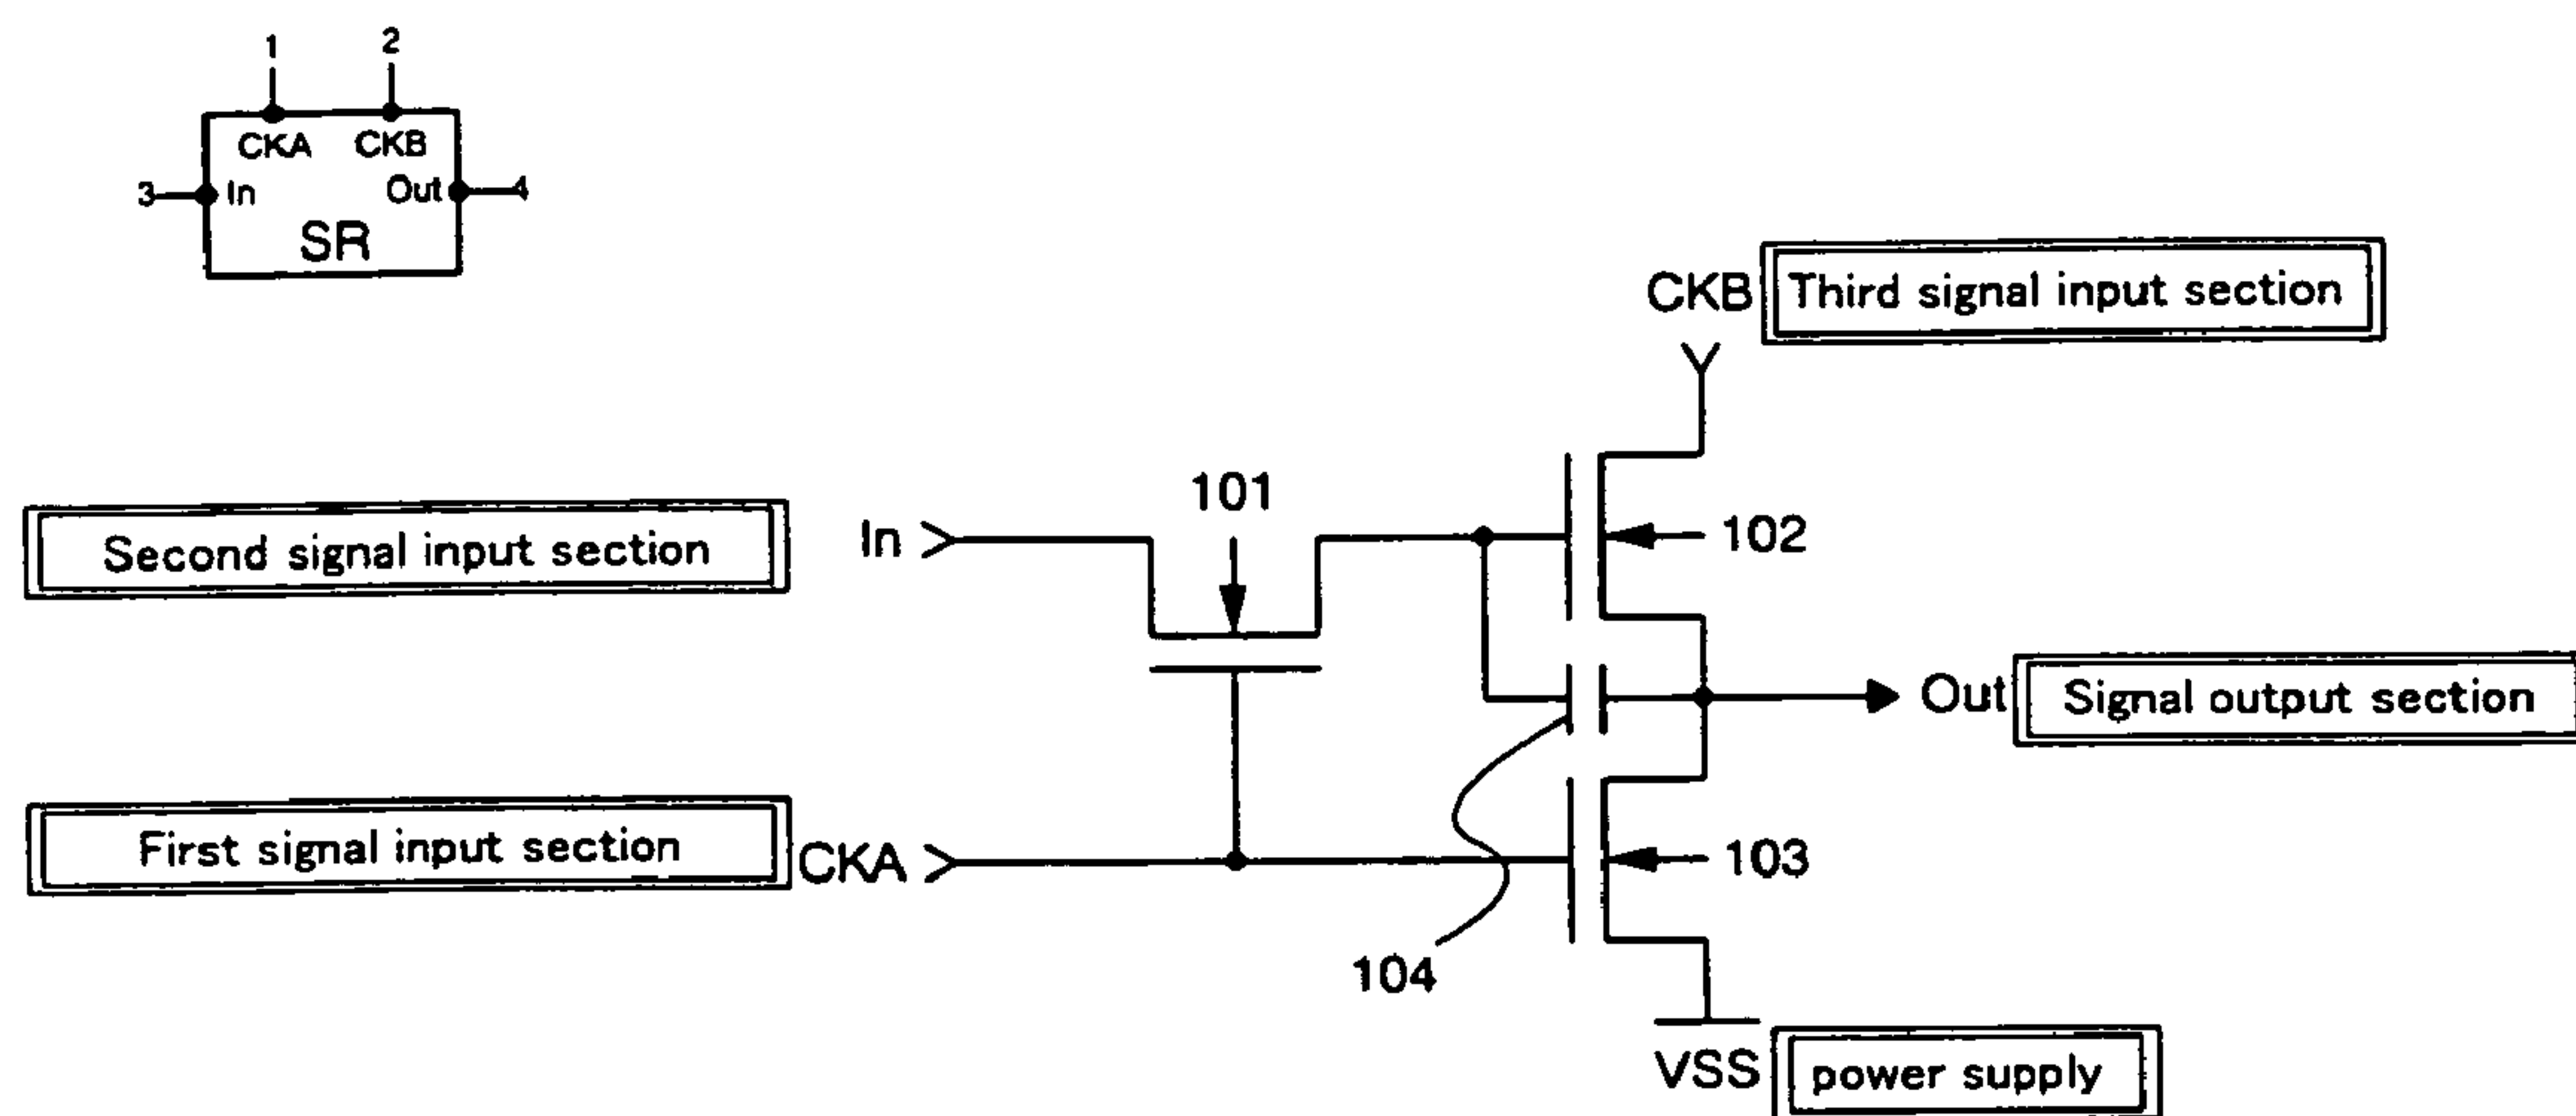 1 2
CKA CKB
3 In Out 4
SR
CKB Third signal input section
101
Second signal input section In 102
Out Signal output section
First signal input section CKA 103
104
VSS power supply